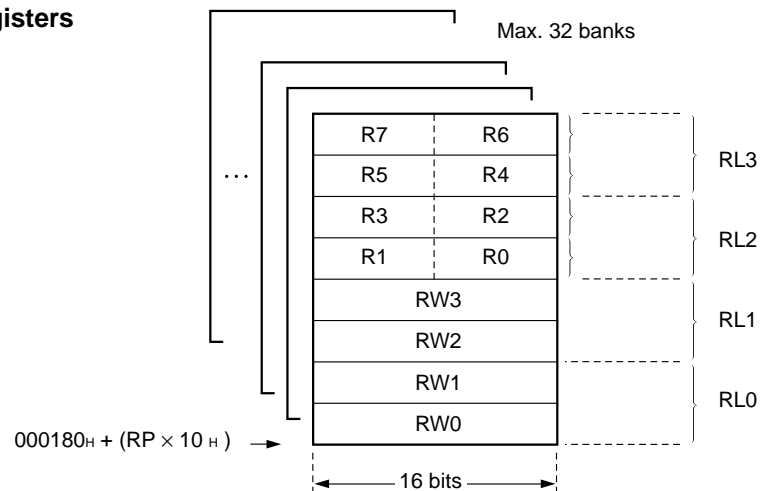 Max. 32 banks
R7 R6
RL3
... R5 R4
R3 R2
RL2
R1 R0
RW3
RL1
RW2
RW1
RL0
RW0
000180H + (RP × 10 H )
16 bits